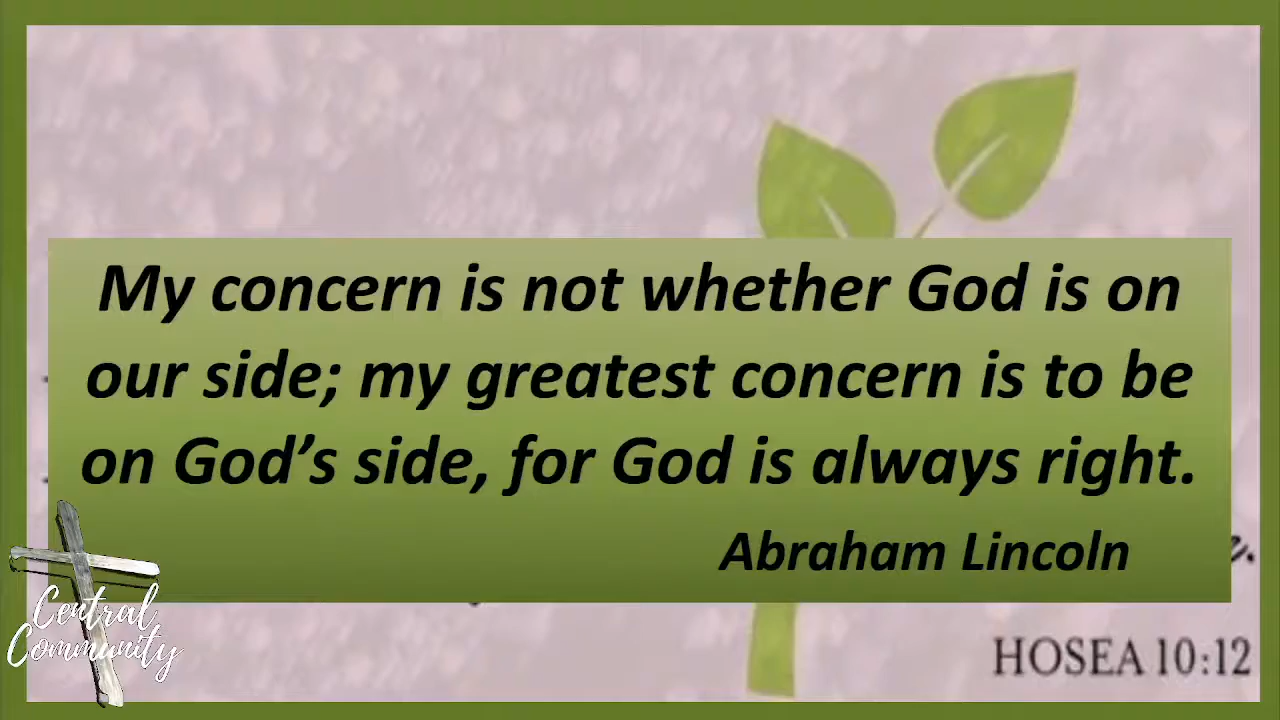 My concern is not whether God is on
our side; my greatest concern is to be
on God’s side, for God is always right.
Abraham Lincoln
Central
Community
HOSEA 10:12